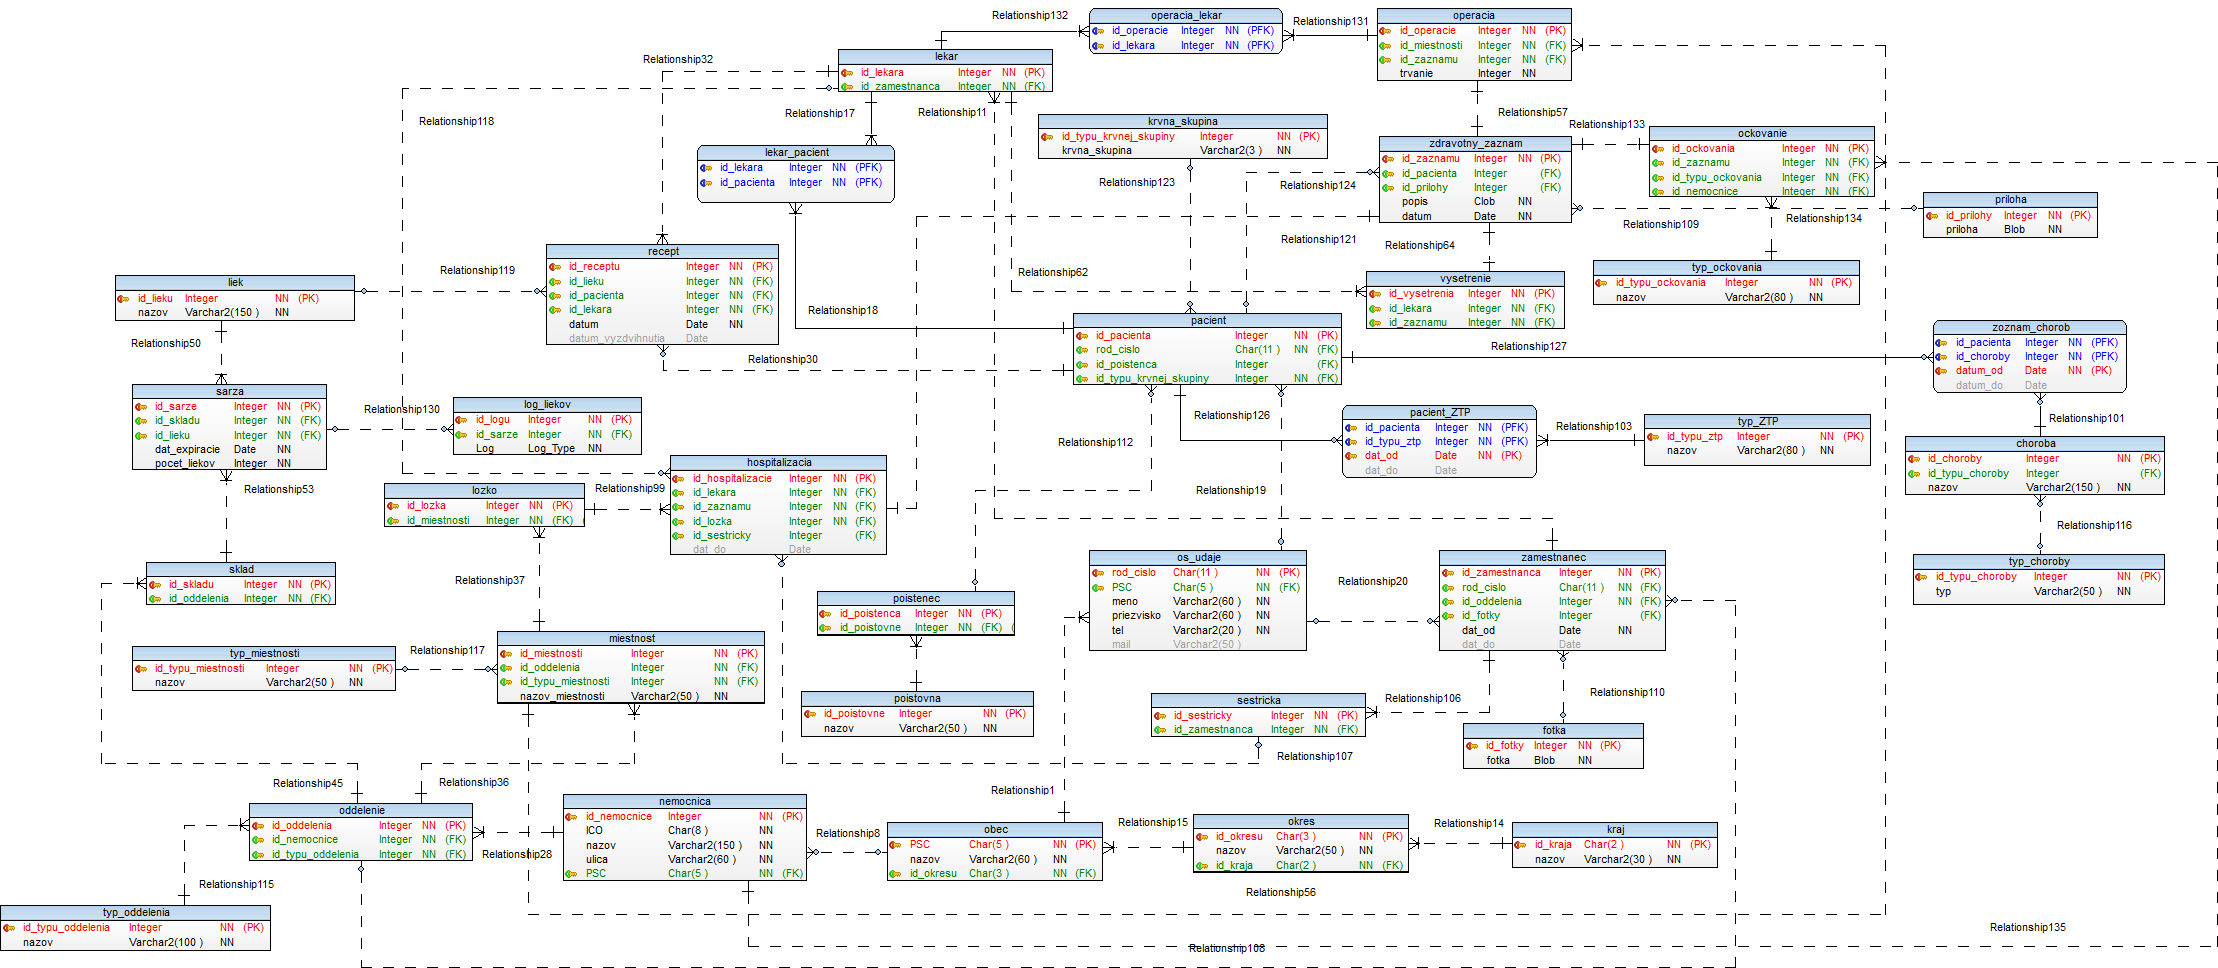 Relationship132
operacia_lekar
id_operacie Integer NN (PFK)
id_lekara Integer NN (PFK)
Relationship131
operacia
id_operacie Integer NN (PK)
id_miestnosti Integer NN (FK)
id_zaznamu Integer NN (FK)
trvanie Integer NN
Relationship32
lekar
id_lekara Integer NN (PK)
id_zamestnanca Integer NN (FK)
Relationship118
Relationship17
Relationship11
Relationship57
Relationship133
krvna_skupina
id_typu_krvnej_skupiny Integer NN (PK)
krvna_skupina Varchar2(3 ) NN
zdravotny_zaznam
id_zaznamu Integer NN (PK)
id_pacienta Integer (FK)
id_prilohy Integer (FK)
popis Clob NN
datum Date NN
ockovanie
id_ockovania Integer NN (PK)
id_zaznamu Integer NN (FK)
id_typu_ockovania Integer NN (FK)
id_nemocnice Integer NN (FK)
lekar_pacient
id_lekara Integer NN (PFK)
id_pacienta Integer NN (PFK)
Relationship123
Relationship124
Relationship109
Relationship134
priloha
id_prilohy Integer NN (PK)
priloha Blob NN
Relationship121
Relationship64
recept
id_receptu Integer NN (PK)
id_lieku Integer NN (FK)
id_pacienta Integer NN (FK)
id_lekara Integer NN (FK)
datum Date NN
datum_vyzdvihnutia Date
Relationship119
Relationship62
liek
id_lieku Integer NN (PK)
nazov Varchar2(150 ) NN
vysetrenie
id_vysetrenia Integer NN (PK)
id_lekara Integer NN (FK)
id_zaznamu Integer NN (FK)
typ_ockovania
id_typu_ockovania Integer NN (PK)
nazov Varchar2(80 ) NN
Relationship18
pacient
id_pacienta Integer NN (PK)
rod_cislo Char(11 ) NN (FK)
id_poistenca Integer (FK)
id_typu_krvnej_skupiny Integer NN (FK)
Relationship50
Relationship30
Relationship127
zoznam_chorob
id_pacienta Integer NN (PFK)
id_choroby Integer NN (PFK)
datum_od Date NN (PK)
datum_do Date
sarza
id_sarze Integer NN (PK)
id_skladu Integer NN (FK)
id_lieku Integer NN (FK)
dat_expiracie Date NN
pocet_liekov Integer NN
Relationship130
log_liekov
id_logu Integer NN (PK)
id_sarze Integer NN (FK)
Log Log_Type NN
Relationship126
Relationship112
pacient_ZTP
id_pacienta Integer NN (PFK)
id_typu_ztp Integer NN (PFK)
dat_od Date NN (PK)
dat_do Date
Relationship103
typ_ZTP
id_typu_ztp Integer NN (PK)
nazov Varchar2(80 ) NN
Relationship101
choroba
id_choroby Integer NN (PK)
id_typu_choroby Integer (FK)
nazov Varchar2(150 ) NN
Relationship53
hospitalizacia
id_hospitalizacie Integer NN (PK)
id_lekara Integer NN (FK)
id_zaznamu Integer NN (FK)
id_lozka Integer NN (FK)
id_sestricky Integer (FK)
dat_do Date
lozko
id_lozka Integer NN (PK)
id_miestnosti Integer NN (FK)
Relationship99
Relationship19
Relationship116
sklad
id_skladu Integer NN (PK)
id_oddelenia Integer NN (FK)
Relationship37
os_udaje
rod_cislo Char(11 ) NN (PK)
PSC Char(5 ) NN (FK)
meno Varchar2(60 ) NN
priezvisko Varchar2(60 ) NN
tel Varchar2(20 ) NN
mail Varchar2(50 )
Relationship20
zamestnanec
id_zamestnanca Integer NN (PK)
rod_cislo Char(11 ) NN (FK)
id_oddelenia Integer NN (FK)
id_fotky Integer (FK)
dat_od Date NN
dat_do Date
typ_choroby
id_typu_choroby Integer NN (PK)
typ Varchar2(50 ) NN
poistenec
id_poistenca Integer NN (PK)
id_poistovne Integer NN (FK)
typ_miestnosti
id_typu_miestnosti Integer NN (PK)
nazov Varchar2(50 ) NN
Relationship117
miestnost
id_miestnosti Integer NN (PK)
id_oddelenia Integer NN (FK)
id_typu_miestnosti Integer NN (FK)
nazov_miestnosti Varchar2(50 ) NN
poistovna
id_poistovne Integer NN (PK)
nazov Varchar2(50 ) NN
sestricka
id_sestricky Integer NN (PK)
id_zamestnanca Integer NN (FK)
Relationship106
Relationship110
fotka
id_fotky Integer NN (PK)
fotka Blob NN
Relationship107
Relationship45
Relationship36
Relationship1
oddelenie
id_oddelenia Integer NN (PK)
id_nemocnice Integer NN (FK)
id_typu_oddelenia Integer NN (FK)
Relationship28
nemocnica
id_nemocnice Integer NN (PK)
ICO Char(8 ) NN
nazov Varchar2(150 ) NN
ulica Varchar2(60 ) NN
PSC Char(5 ) NN (FK)
Relationship8
obec
PSC Char(5 ) NN (PK)
nazov Varchar2(60 ) NN
id_okresu Char(3 ) NN (FK)
Relationship15
okres
id_okresu Char(3 ) NN (PK)
nazov Varchar2(50 ) NN
id_kraja Char(2 ) NN (FK)
Relationship14
kraj
id_kraja Char(2 ) NN (PK)
nazov Varchar2(30 ) NN
Relationship115
Relationship56
typ_oddelenia
id_typu_oddelenia Integer NN (PK)
nazov Varchar2(100 ) NN
Relationship135
Relationship108